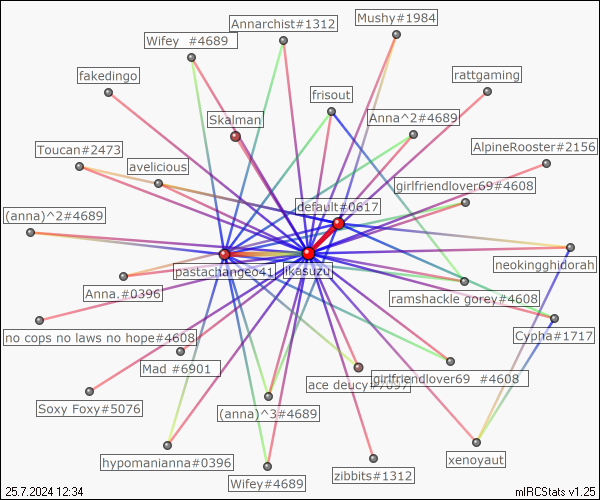 Mushy#1984
Annarchist#1312
Wifey  #4689
fakedingo
rattgaming
frisout
Skalman
Anna^2#4689
Toucan#2473
AlpineRooster#2156
avelicious
girlfriendlover69#4608
default#0617
(anna)^2#4689
neokingghidorah
pastachangeo41
ikasuzu
Anna.#0396
ramshackle gorey#4608
no cops no laws no hope#4608
Cypha#1717
Mad #6901
girlfriendlover69  #4608
ace deucy
Soxy Foxy#5076
(anna)^3#4689
hypomanianna#0396
xenoyaut
zibbits#1312
Wifey#4689
25.7.2024 12:34
mIRCStats v1.25